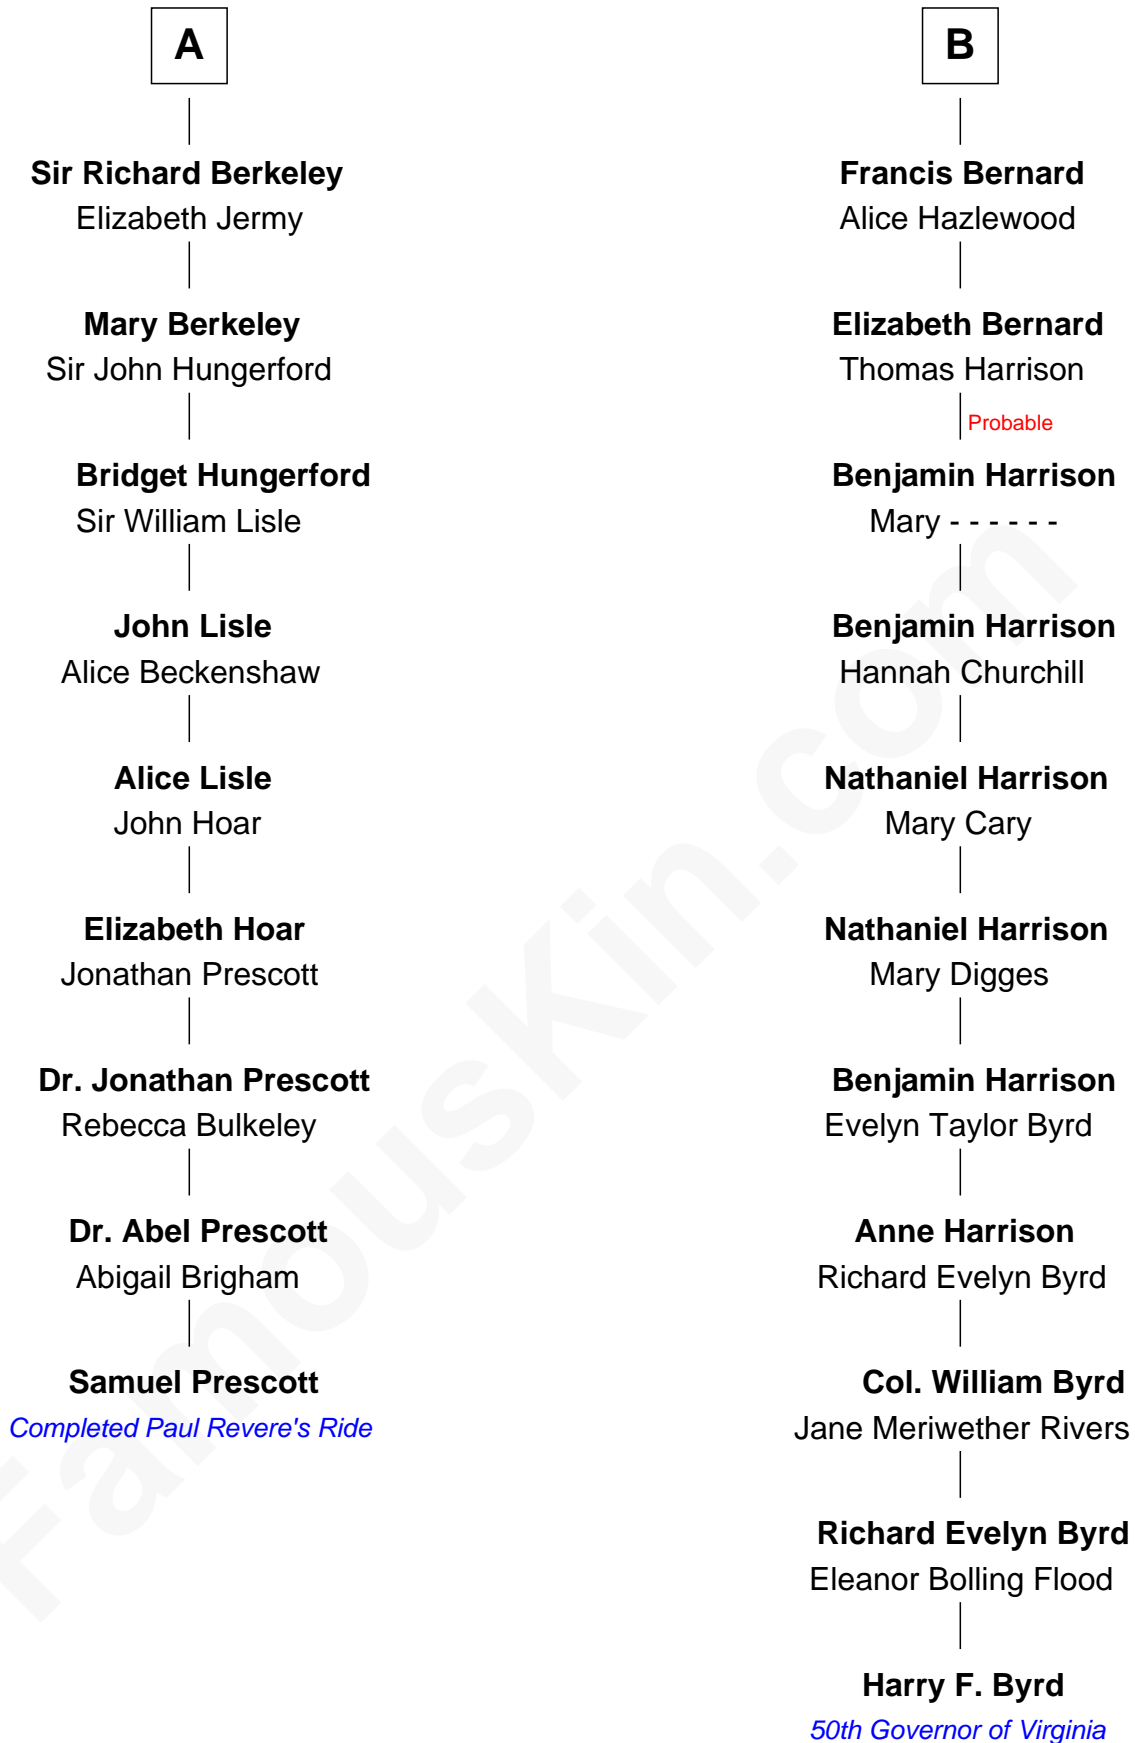 A
Sir Richard Berkeley
Elizabeth Jermy
Mary Berkeley
Sir John Hungerford
Bridget Hungerford
Sir William Lisle
John Lisle
Alice Beckenshaw
Alice Lisle
John Hoar
Elizabeth Hoar
Jonathan Prescott
Dr. Jonathan Prescott
Rebecca Bulkeley
Dr. Abel Prescott
Abigail Brigham
Samuel Prescott
Completed Paul Revere's Ride
B
Francis Bernard
Alice Hazlewood
Elizabeth Bernard
Thomas Harrison
Probable
Benjamin Harrison
Mary - - - - - -
Benjamin Harrison
Hannah Churchill
Nathaniel Harrison
Mary Cary
Nathaniel Harrison
Mary Digges
Benjamin Harrison
Evelyn Taylor Byrd
Anne Harrison
Richard Evelyn Byrd
Col. William Byrd
Jane Meriwether Rivers
Richard Evelyn Byrd
Eleanor Bolling Flood
Harry F. Byrd
50th Governor of Virginia
FamousKin.com